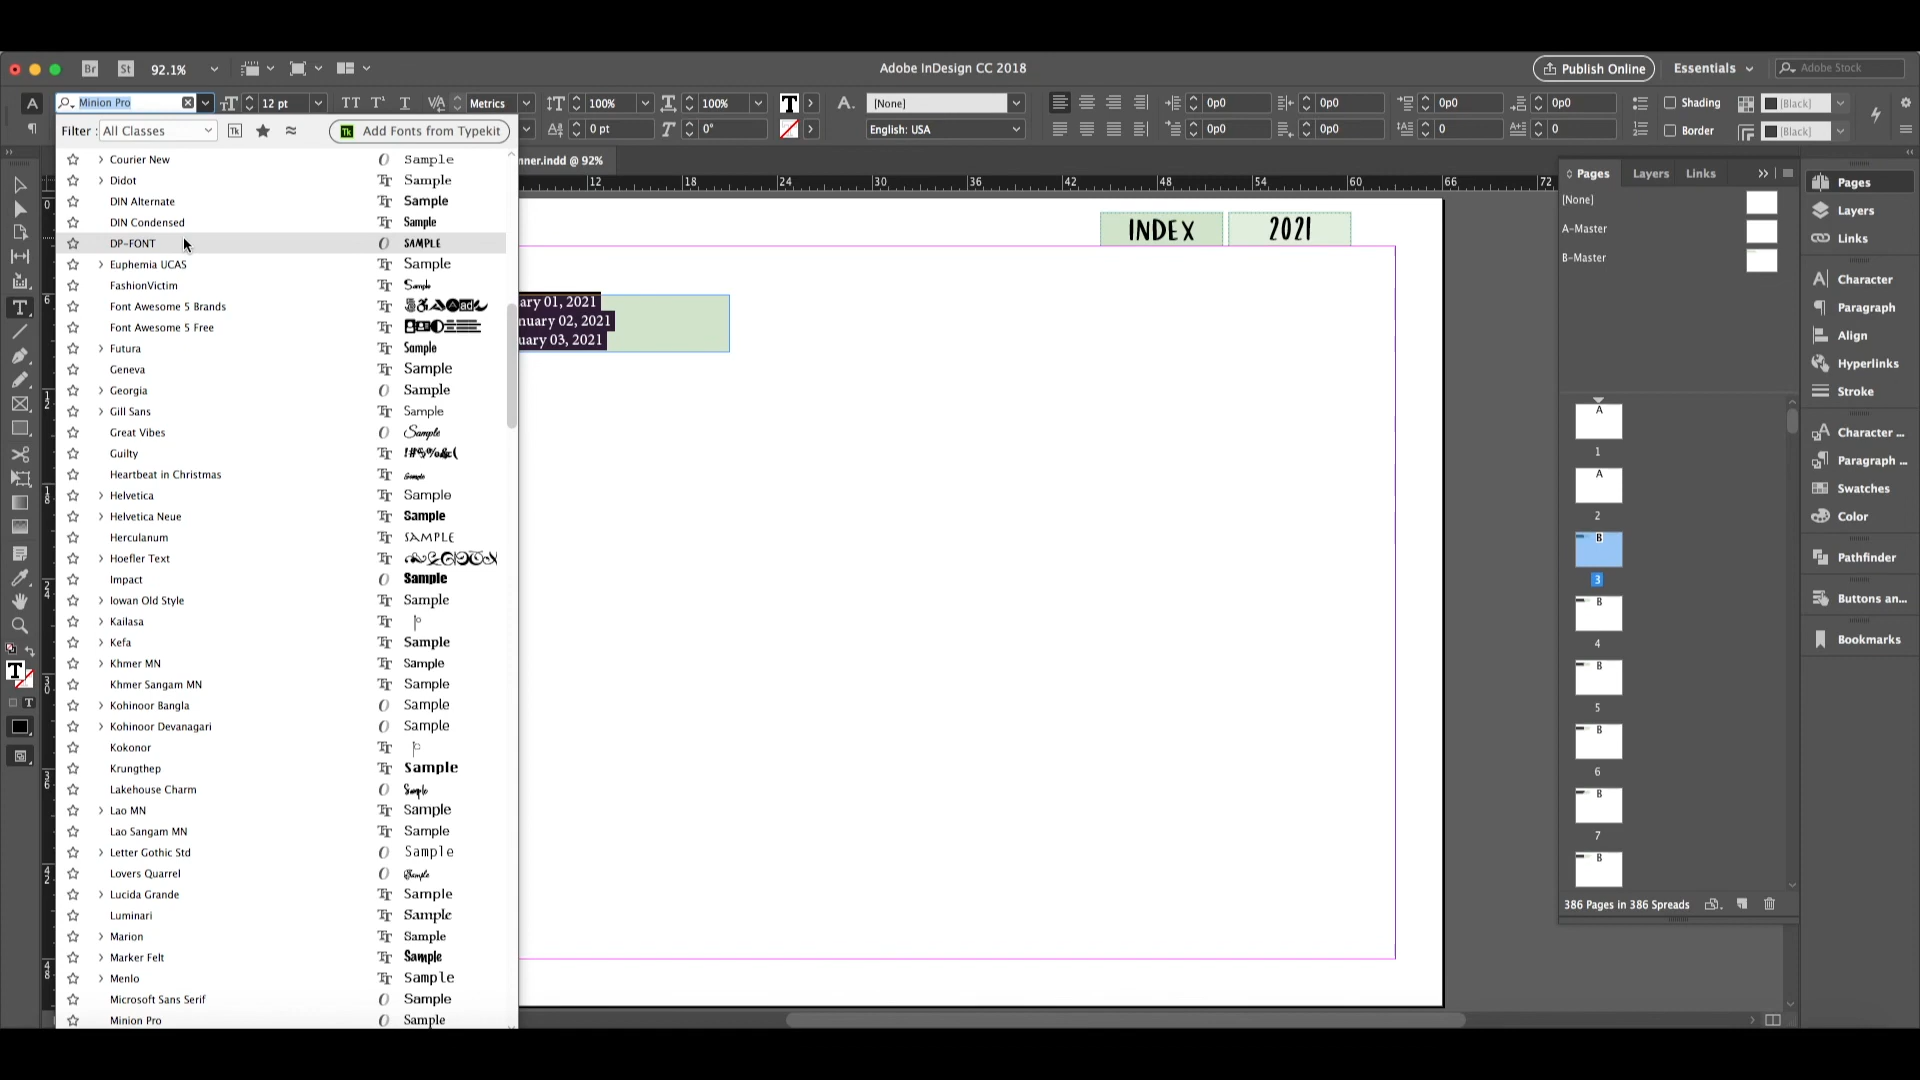 Br St 92.1% Adobe InDesign CC 2018 Publish Online Essentials Adobe Stock
A Minion Pro 12 pt TT Metrics 100% 100% T A. [None] 0p0 0p0 0p0 0p0 Shading [Black]
Filter : All Classes Tk Add Fonts from Typekit 0 pt 0° English: USA 0p0 0p0 0 0 Border [Black]
nner.indd @ 92%
12 18 24 30 36 42 48 54 60 66 72
INDEX 2021
ary 01, 2021
nuary 02, 2021
uary 03, 2021
Courier New Sample
Didot Sample
DIN Alternate Sample
DIN Condensed Sample
DP-FONT SAMPLE
Euphemia UCAS Sample
FashionVictim Sample
Font Awesome 5 Brands
Font Awesome 5 Free
Futura Sample
Geneva Sample
Georgia Sample
Gill Sans Sample
Great Vibes Sample
Guilty
Heartbeat in Christmas
Helvetica Sample
Helvetica Neue Sample
Herculanum SAMPLE
Hoefler Text
Impact Sample
Iowan Old Style Sample
Kailasa
Kefa Sample
Khmer MN Sample
Khmer Sangam MN Sample
Kohinoor Bangla Sample
Kohinoor Devanagari Sample
Kokonor
Krungthep Sample
Lakehouse Charm Sample
Lao MN Sample
Lao Sangam MN Sample
Letter Gothic Std Sample
Lovers Quarrel Sample
Lucida Grande Sample
Luminari Sample
Marion Sample
Marker Felt Sample
Menlo Sample
Microsoft Sans Serif Sample
Minion Pro Sample
Pages Layers Links
[None]
A-Master
B-Master
A
1
A
2
B
3
B
4
B
5
B
6
B
7
B
386 Pages in 386 Spreads
Pages
Layers
Links
Character
Paragraph
Align
Hyperlinks
Stroke
Character ...
Paragraph ...
Swatches
Color
Pathfinder
Buttons an...
Bookmarks